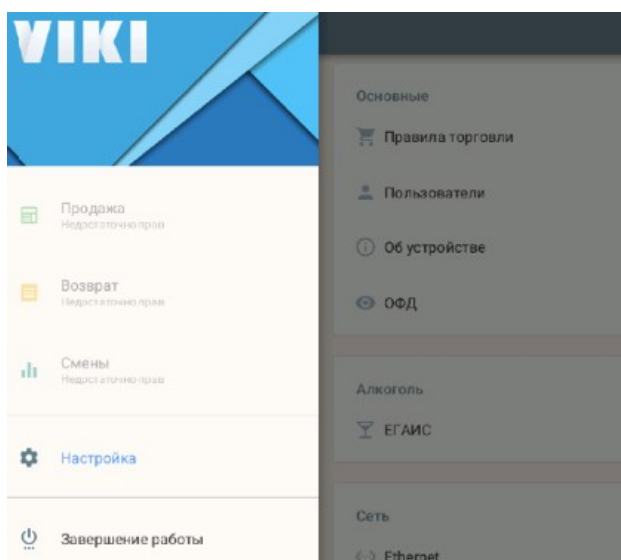 VIKI
Продажа
Недостаточно прав
Возврат
Недостаточно прав
Смены
Недостаточно прав
Настройка
Завершение работы
Основные
Правила торговли
Пользователи
Об устройстве
ОФД
Алкоголь
ЕГАИС
Сеть
Ethernet